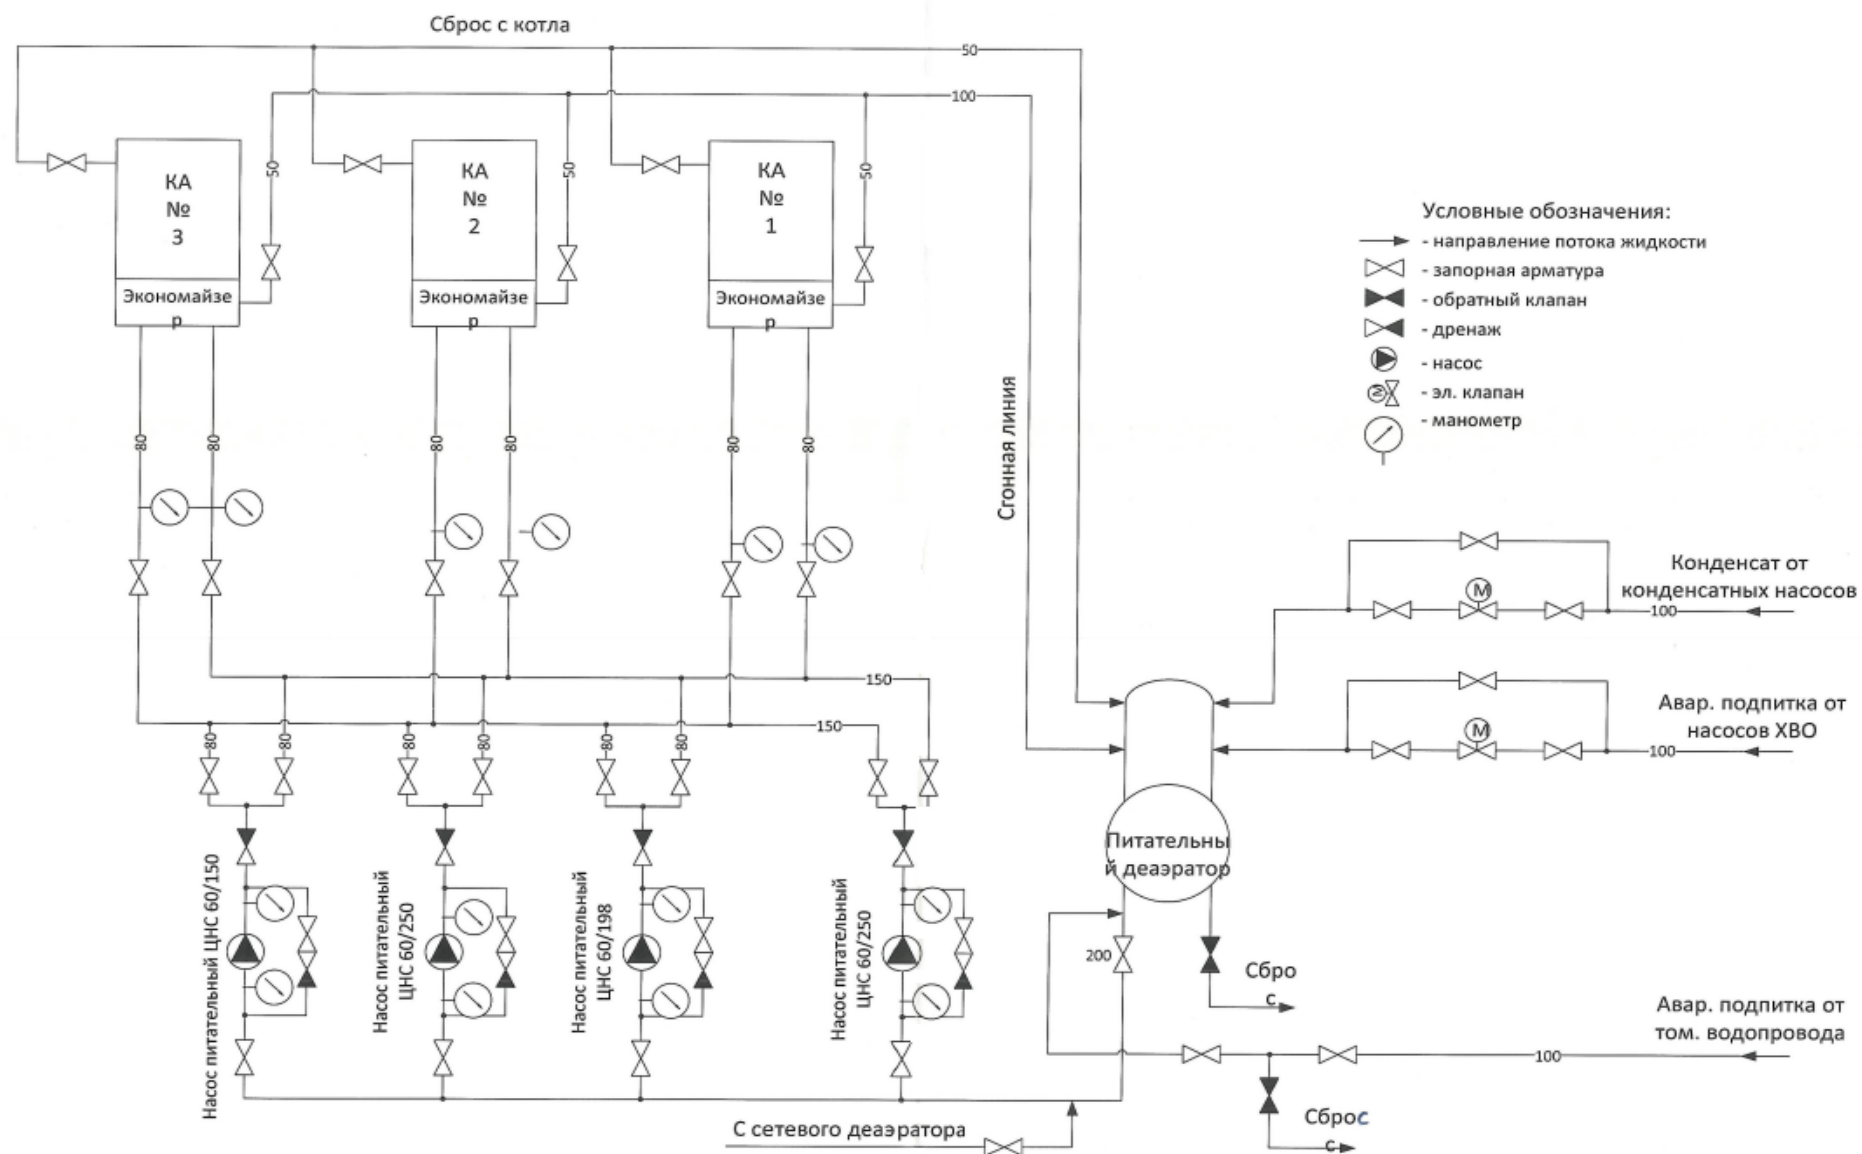 Сброс с котла
50
100
КА
№
3
Экономайзе
р
50
КА
№
2
Экономайзе
р
50
КА
№
1
Экономайзе
р
50
Условные обозначения:
- направление потока жидкости
- запорная арматура
- обратный клапан
- дренаж
- насос
М
- эл. клапан
- манометр
80
80
80
80
80
80
Сгонная линия
Конденсат от
конденсатных насосов
М
100
150
150
Авар. подпитка от
насосов ХВО
М
100
80
80
80
80
80
80
Питательны
й деаэратор
Насос питательный ЦНС 60/150
Насос питательный
ЦНС 60/250
Насос питательный
ЦНС 60/198
Насос питательный
ЦНС 60/250
200
Сбро
с
Авар. подпитка от
том. водопровода
100
Сброс
с
С сетевого деаэратора